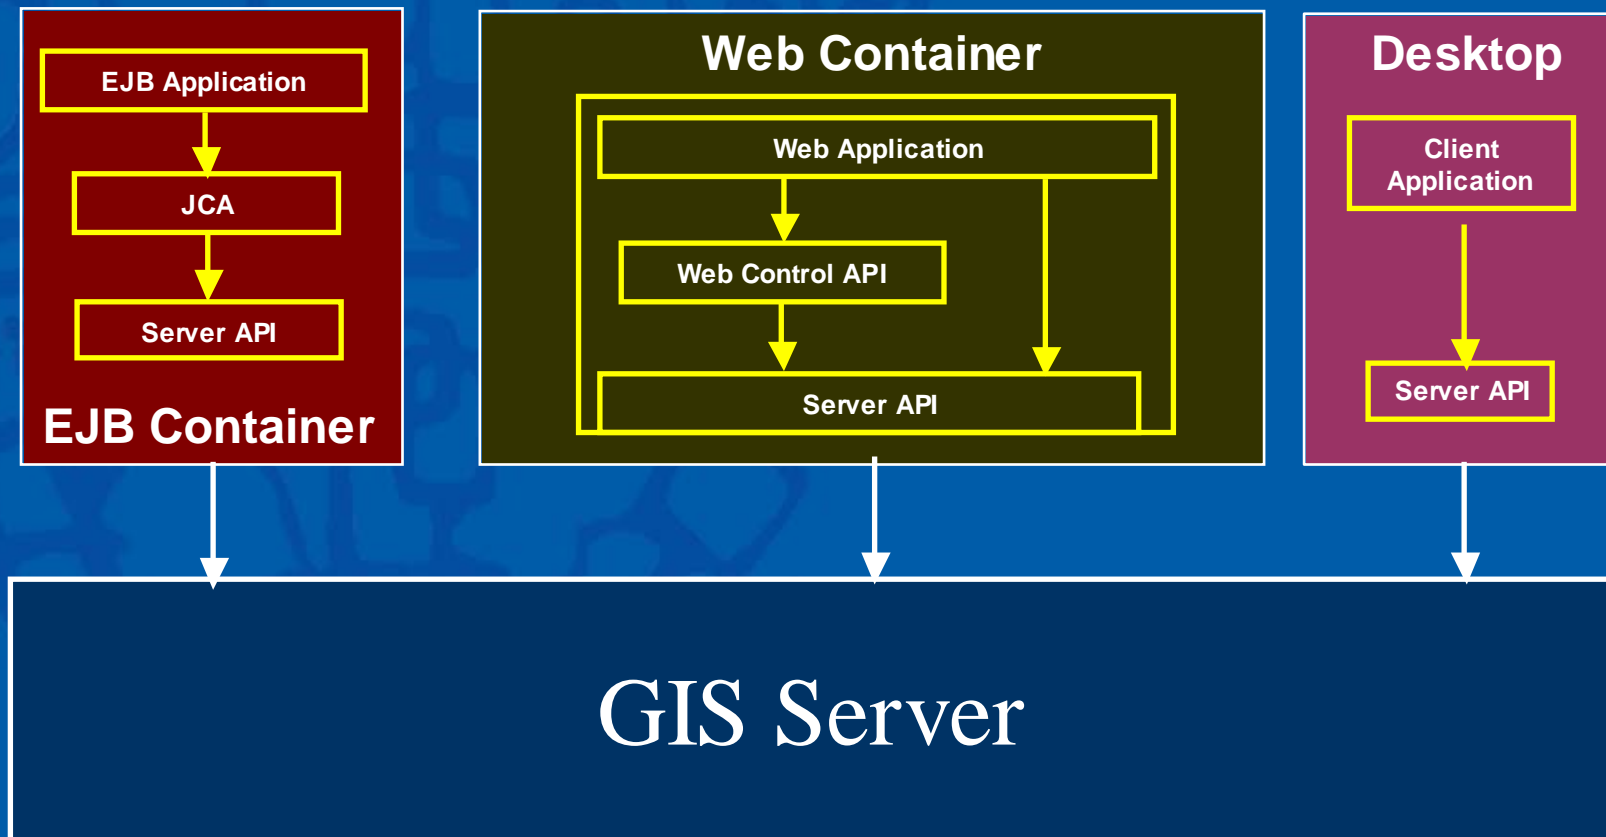 EJB Application
JCA
Server API
EJB Container
Web Container
Web Application
Web Control API
Server API
Desktop
Client
Application
Server API
GIS Server